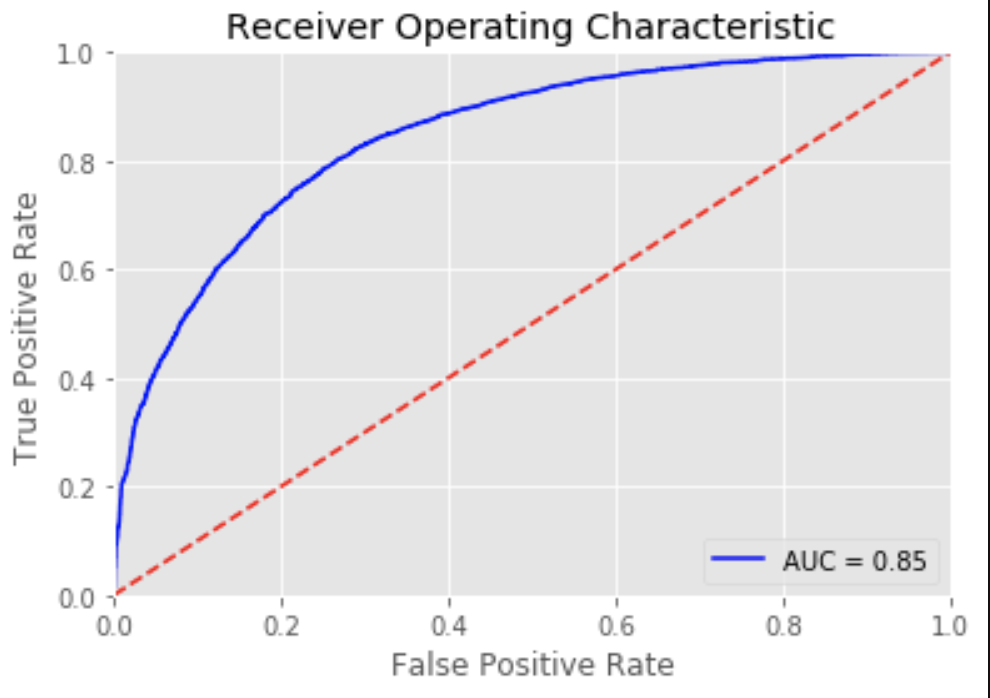 Receiver Operating Characteristic
1.0
0.8
0.6
0.4
0.2
0.0
True Positive Rate
AUC = 0.85
0.0 0.2 0.4 0.6 0.8 1.0
False Positive Rate